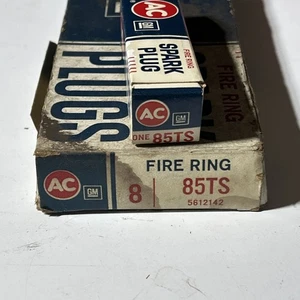 AC
GM
SPARK
PLUG
FIRE RING
AC
GM
ONE 85TS
PLUGS
FIRE RING
AC
GM
8
FIRE RING
85TS
5612142